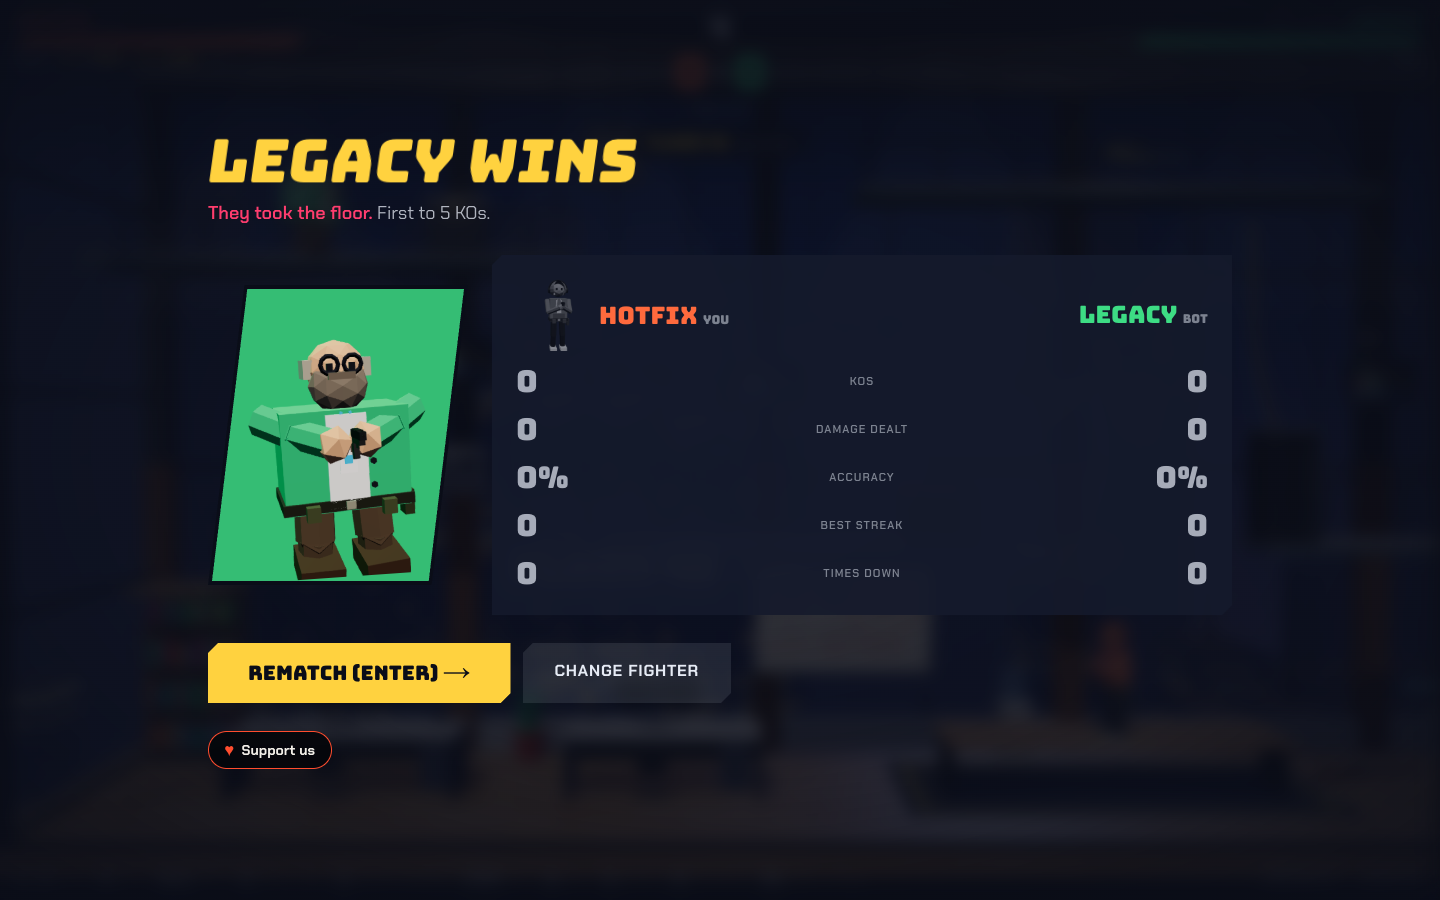 LEGACY WINS
They took the floor. First to 5 KOs.
HOTFIX YOU
LEGACY BOT
0 KOS 0
0 DAMAGE DEALT 0
0% ACCURACY 0%
0 BEST STREAK 0
0 TIMES DOWN 0
REMATCH (ENTER) →
CHANGE FIGHTER
♥ Support us